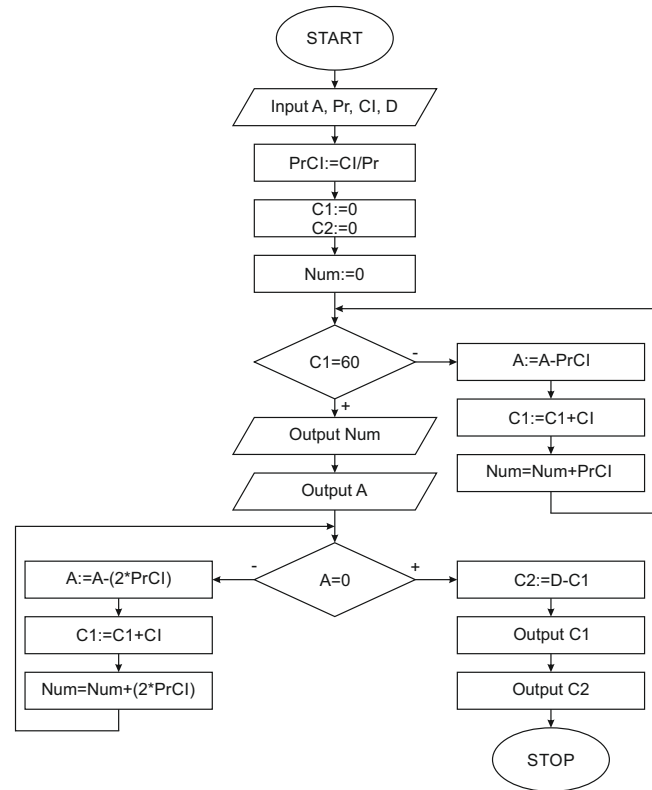 START
Input A, Pr, CI, D
PrCI:=CI/Pr
C1:=0
C2:=0
Num:=0
C1=60
-
+
A:=A-PrCI
C1:=C1+CI
Num=Num+PrCI
Output Num
Output A
A=0
-
+
A:=A-(2*PrCI)
C1:=C1+CI
Num=Num+(2*PrCI)
C2:=D-C1
Output C1
Output C2
STOP